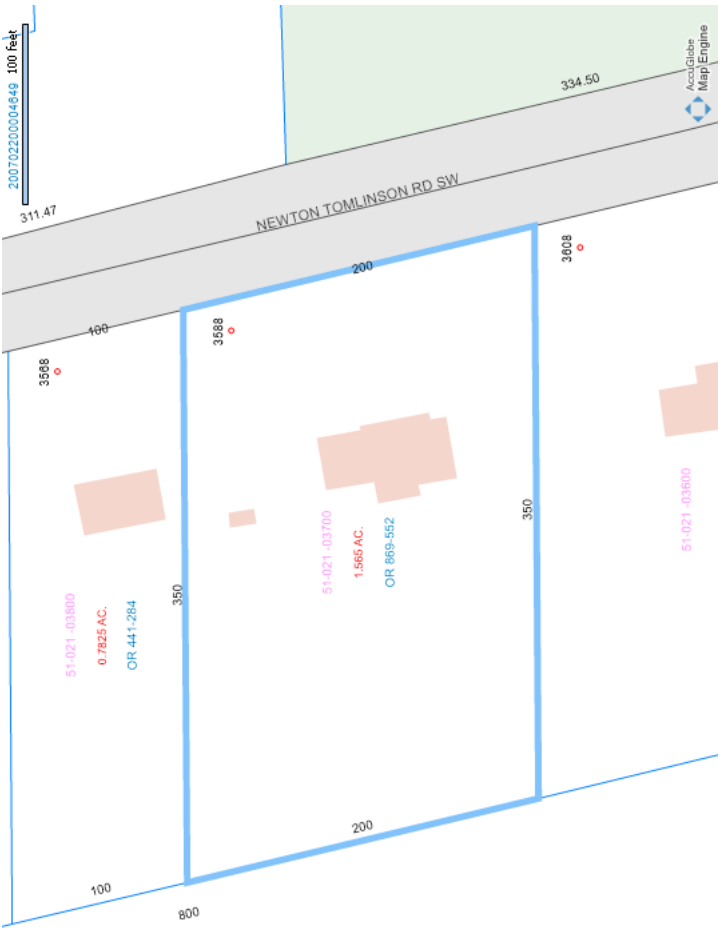 200702200004649
100 Feet
AccuGlobe
Map Engine
334.50
311.47
NEWTON TOMLINSON RD SW
200
100
3568
3588
3608
350
350
51-021 -03800
0.7825 AC.
OR 441-284
51-021 -03700
1.565 AC.
OR 869-552
51-021 -03600
200
100
800